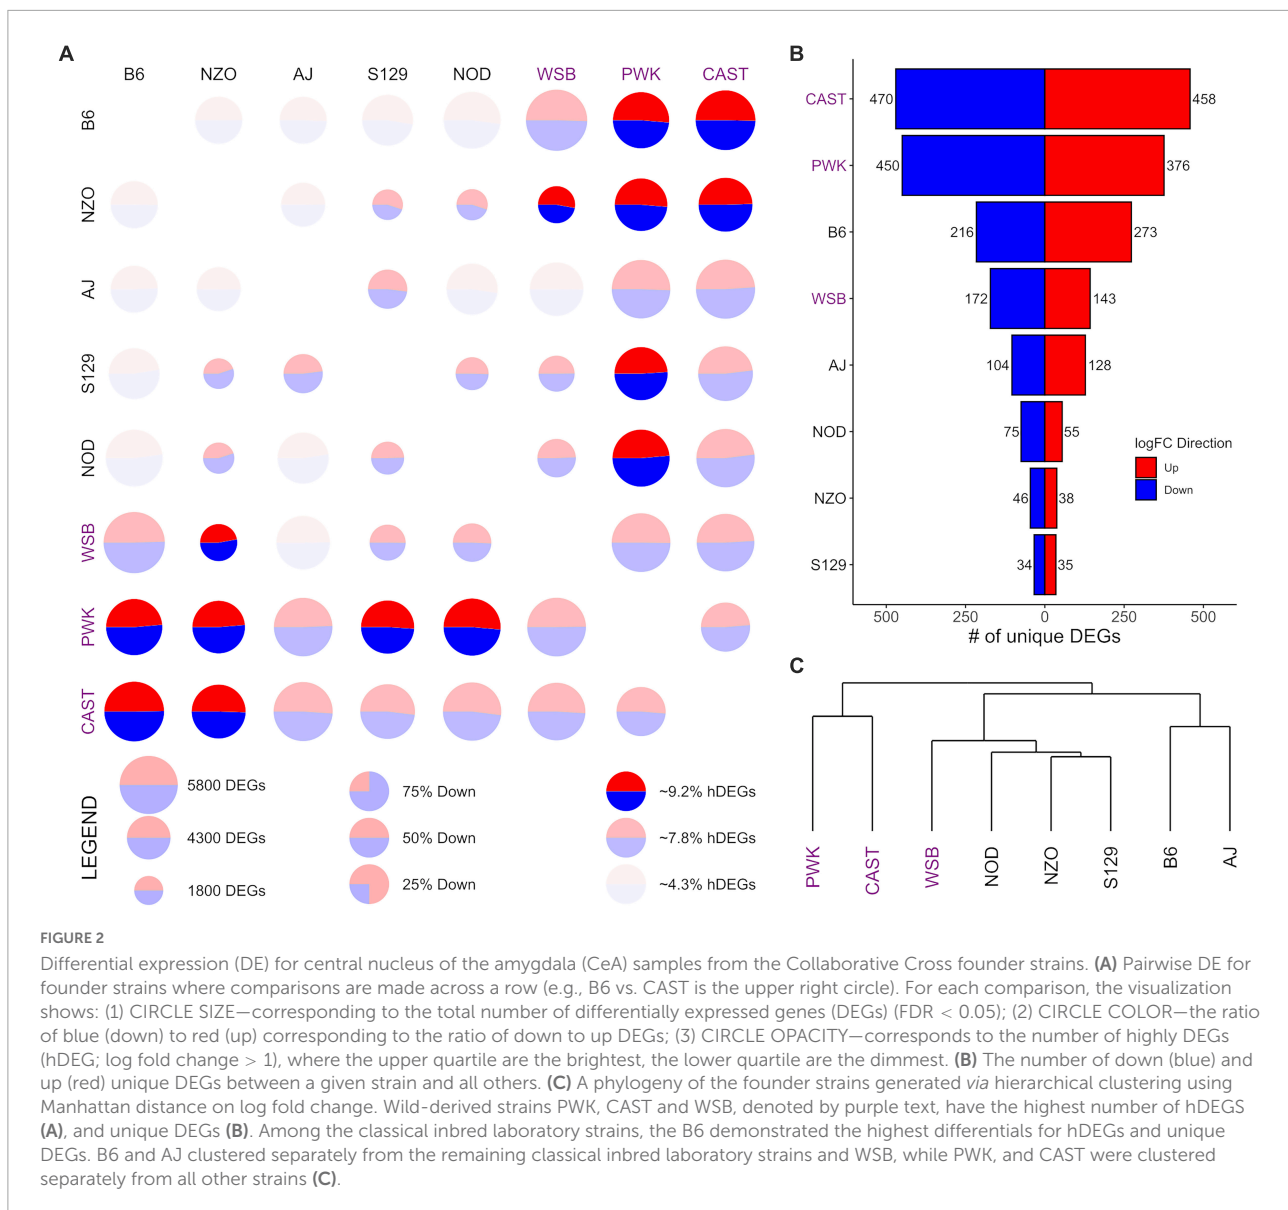 A
B6 NZO AJ S129 NOD WSB PWK CAST
B6
NZO
AJ
S129
NOD
WSB
PWK
CAST
LEGEND
5800 DEGs
4300 DEGs
1800 DEGs
75% Down
50% Down
25% Down
~9.2% hDEGs
~7.8% hDEGs
~4.3% hDEGs
B
CAST 470 458
PWK 450 376
B6 216 273
WSB 172 143
AJ 104 128
NOD 75 55
NZO 46 38
S129 34 35
logFC Direction
Up
Down
500 250 0 250 500
# of unique DEGs
C
PWK CAST WSB NOD NZO S129 B6 AJ
FIGURE 2
Differential expression (DE) for central nucleus of the amygdala (CeA) samples from the Collaborative Cross founder strains. (A) Pairwise DE for
founder strains where comparisons are made across a row (e.g., B6 vs. CAST is the upper right circle). For each comparison, the visualization
shows: (1) CIRCLE SIZE—corresponding to the total number of differentially expressed genes (DEGs) (FDR < 0.05); (2) CIRCLE COLOR—the ratio
of blue (down) to red (up) corresponding to the ratio of down to up DEGs; (3) CIRCLE OPACITY—corresponds to the number of highly DEGs
(hDEG; log fold change > 1), where the upper quartile are the brightest, the lower quartile are the dimmest. (B) The number of down (blue) and
up (red) unique DEGs between a given strain and all others. (C) A phylogeny of the founder strains generated via hierarchical clustering using
Manhattan distance on log fold change. Wild-derived strains PWK, CAST and WSB, denoted by purple text, have the highest number of hDEGS
(A), and unique DEGs (B). Among the classical inbred laboratory strains, the B6 demonstrated the highest differentials for hDEGs and unique
DEGs. B6 and AJ clustered separately from the remaining classical inbred laboratory strains and WSB, while PWK, and CAST were clustered
separately from all other strains (C).